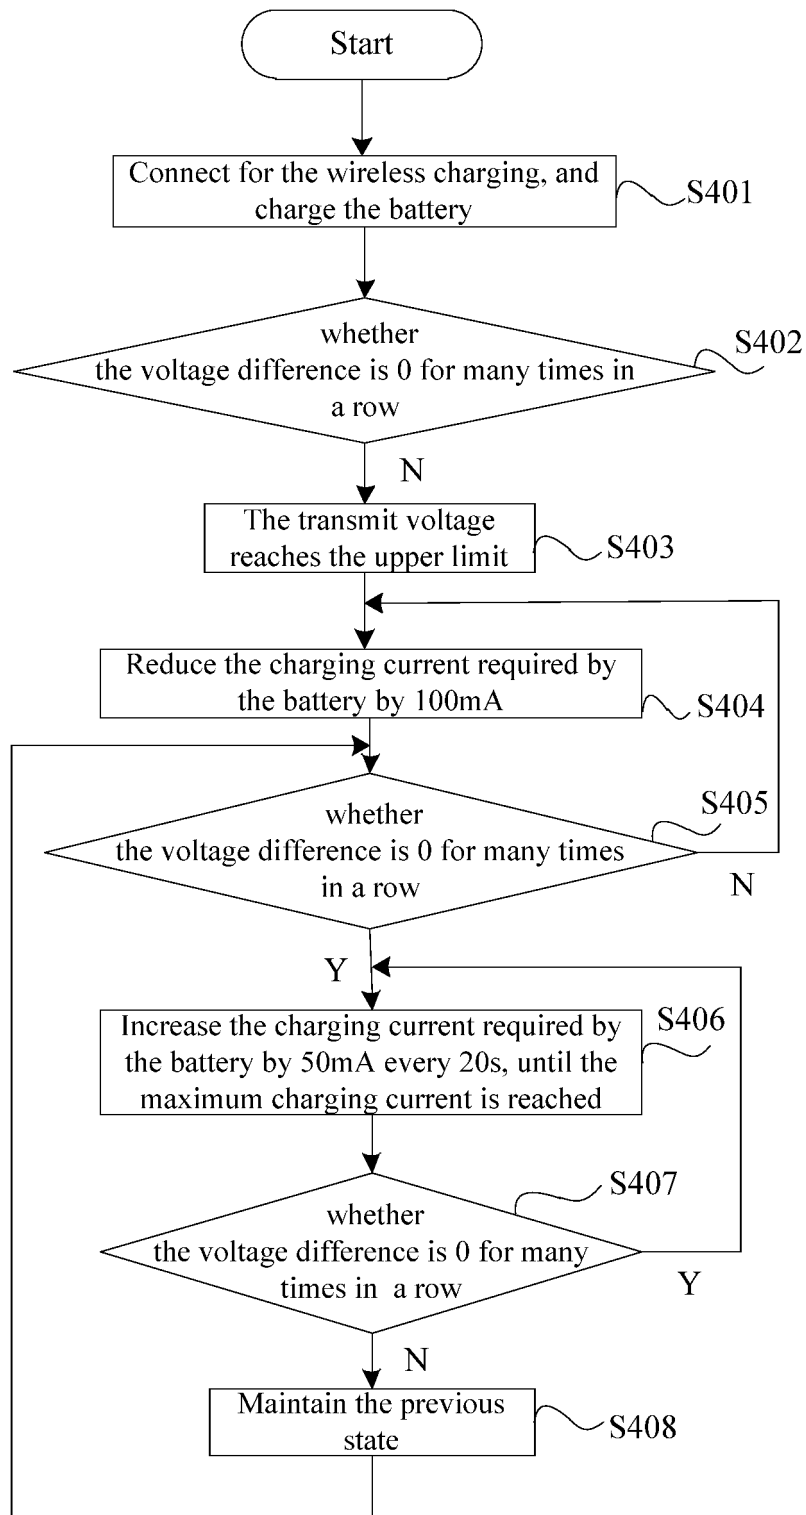 Start
Connect for the wireless charging, and
charge the battery
S401
whether
the voltage difference is 0 for many times in
a row
S402
N
The transmit voltage
reaches the upper limit
S403
Reduce the charging current required by
the battery by 100mA
S404
whether
the voltage difference is 0 for many times
in a row
S405
N
Y
Increase the charging current required by
the battery by 50mA every 20s, until the
maximum charging current is reached
S406
whether
the voltage difference is 0 for many
times in a row
S407
Y
N
Maintain the previous
state
S408